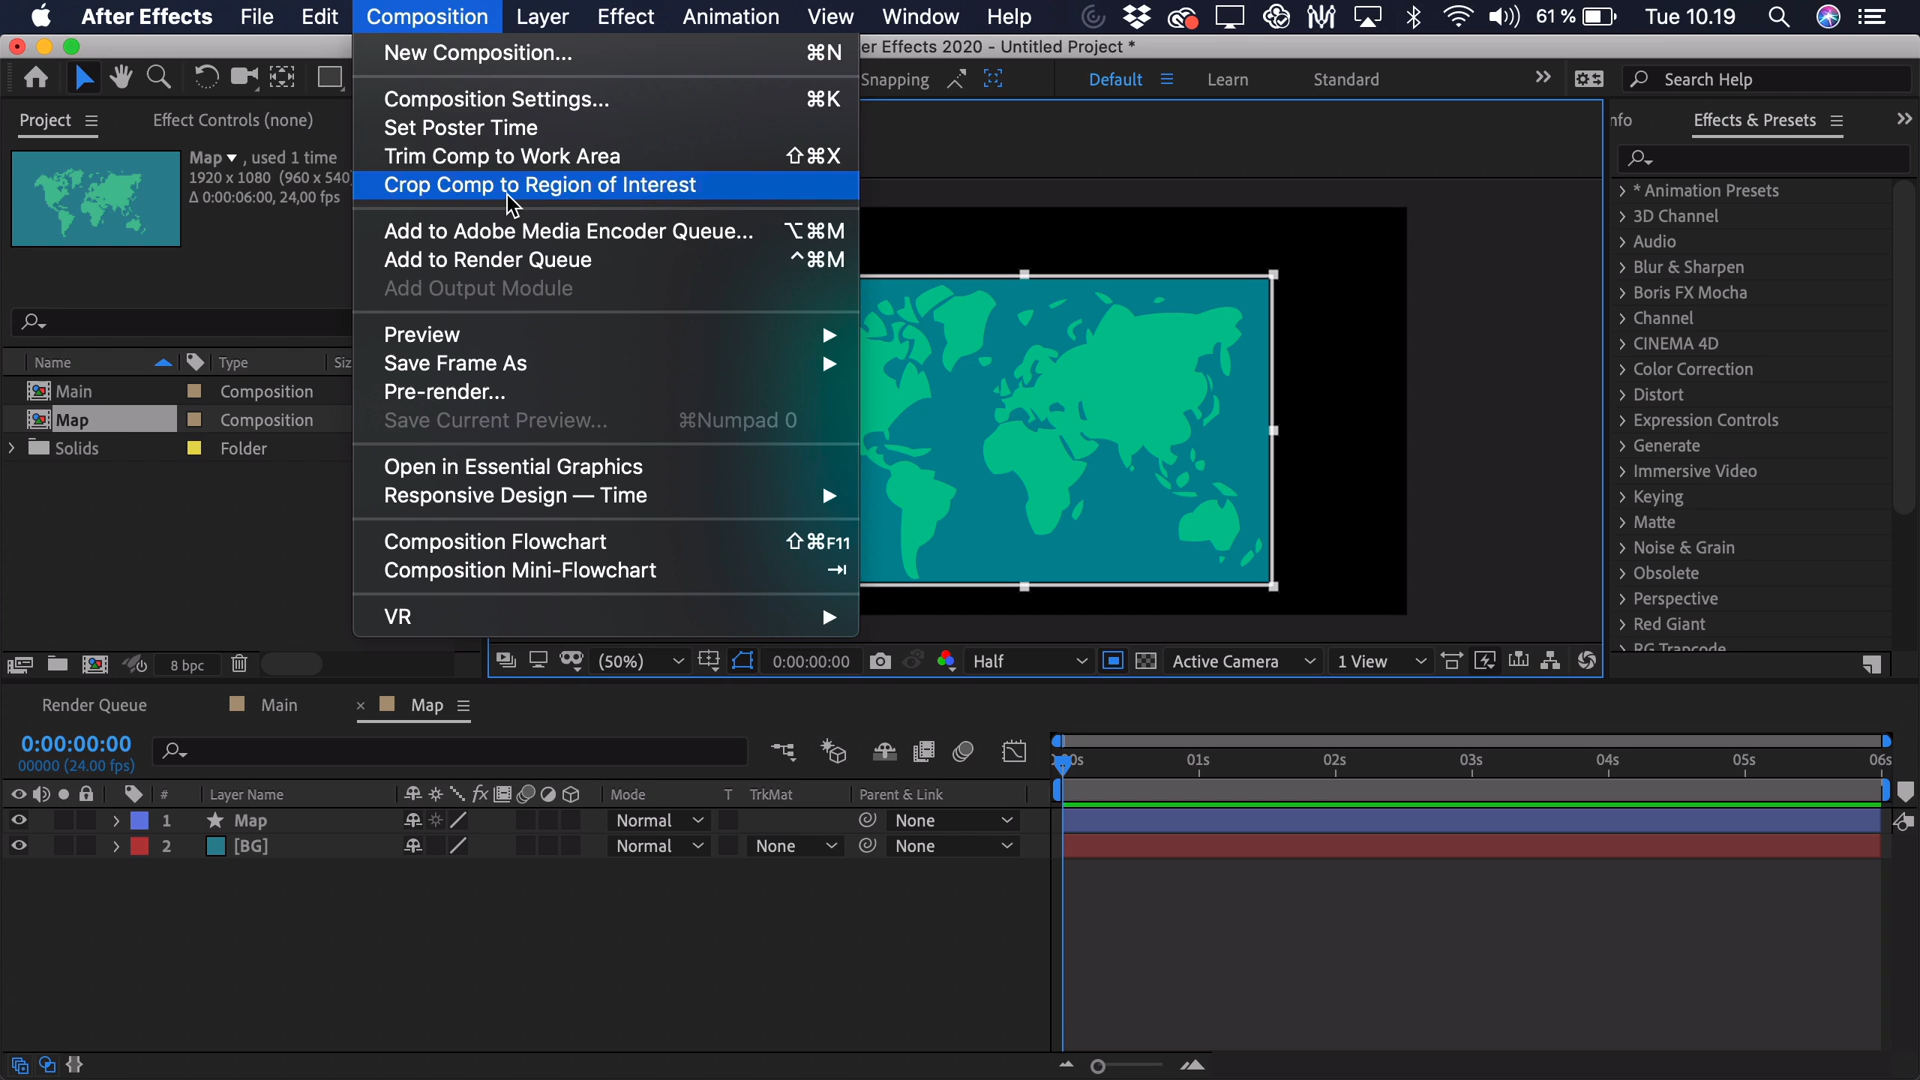 After Effects File Edit Composition Layer Effect Animation View Window Help 61 % Tue 10.19
er Effects 2020 - Untitled Project *
New Composition... ⌘N
Composition Settings... ⌘K
Set Poster Time
Trim Comp to Work Area ⇧⌘X
Crop Comp to Region of Interest
Add to Adobe Media Encoder Queue... ⌥⌘M
Add to Render Queue ^⌘M
Add Output Module
Preview
Save Frame As
Pre-render...
Save Current Preview... ⌘Numpad 0
Open in Essential Graphics
Responsive Design — Time
Composition Flowchart ⇧⌘F11
Composition Mini-Flowchart
VR
Snapping Default Learn Standard Search Help
Project Effect Controls (none)
Map , used 1 time
1920 x 1080 (960 x 540)
Δ 0:00:06:00, 24,00 fps
Name Type Siz
Main Composition
Map Composition
Solids Folder
8 bpc
(50%) 0:00:00:00 Half Active Camera 1 View
nfo Effects & Presets
* Animation Presets
3D Channel
Audio
Blur & Sharpen
Boris FX Mocha
Channel
CINEMA 4D
Color Correction
Distort
Expression Controls
Generate
Immersive Video
Keying
Matte
Noise & Grain
Obsolete
Perspective
Red Giant
RG Trapcode
Render Queue Main Map
0:00:00:00
00000 (24.00 fps)
00s 01s 02s 03s 04s 05s 06s
# Layer Name Mode T TrkMat Parent & Link
1 Map Normal None
2 [BG] Normal None None